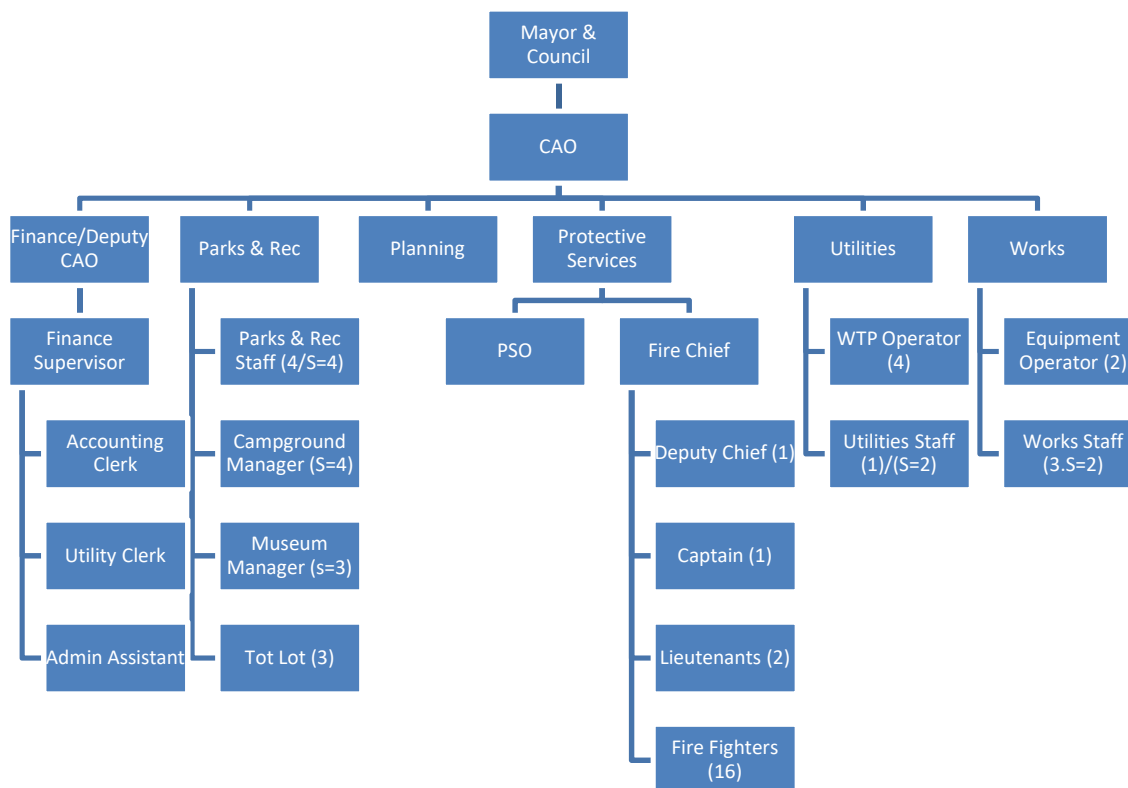 Mayor &
Council
CAO
Finance/Deputy
CAO
Parks & Rec
Planning
Protective
Services
Utilities
Works
Finance
Supervisor
Parks & Rec
Staff (4/S=4)
PSO
Fire Chief
WTP Operator
(4)
Equipment
Operator (2)
Accounting
Clerk
Campground
Manager (S=4)
Deputy Chief (1)
Utilities Staff
(1)/(S=2)
Works Staff
(3.S=2)
Utility Clerk
Museum
Manager (s=3)
Captain (1)
Admin Assistant
Tot Lot (3)
Lieutenants (2)
Fire Fighters
(16)